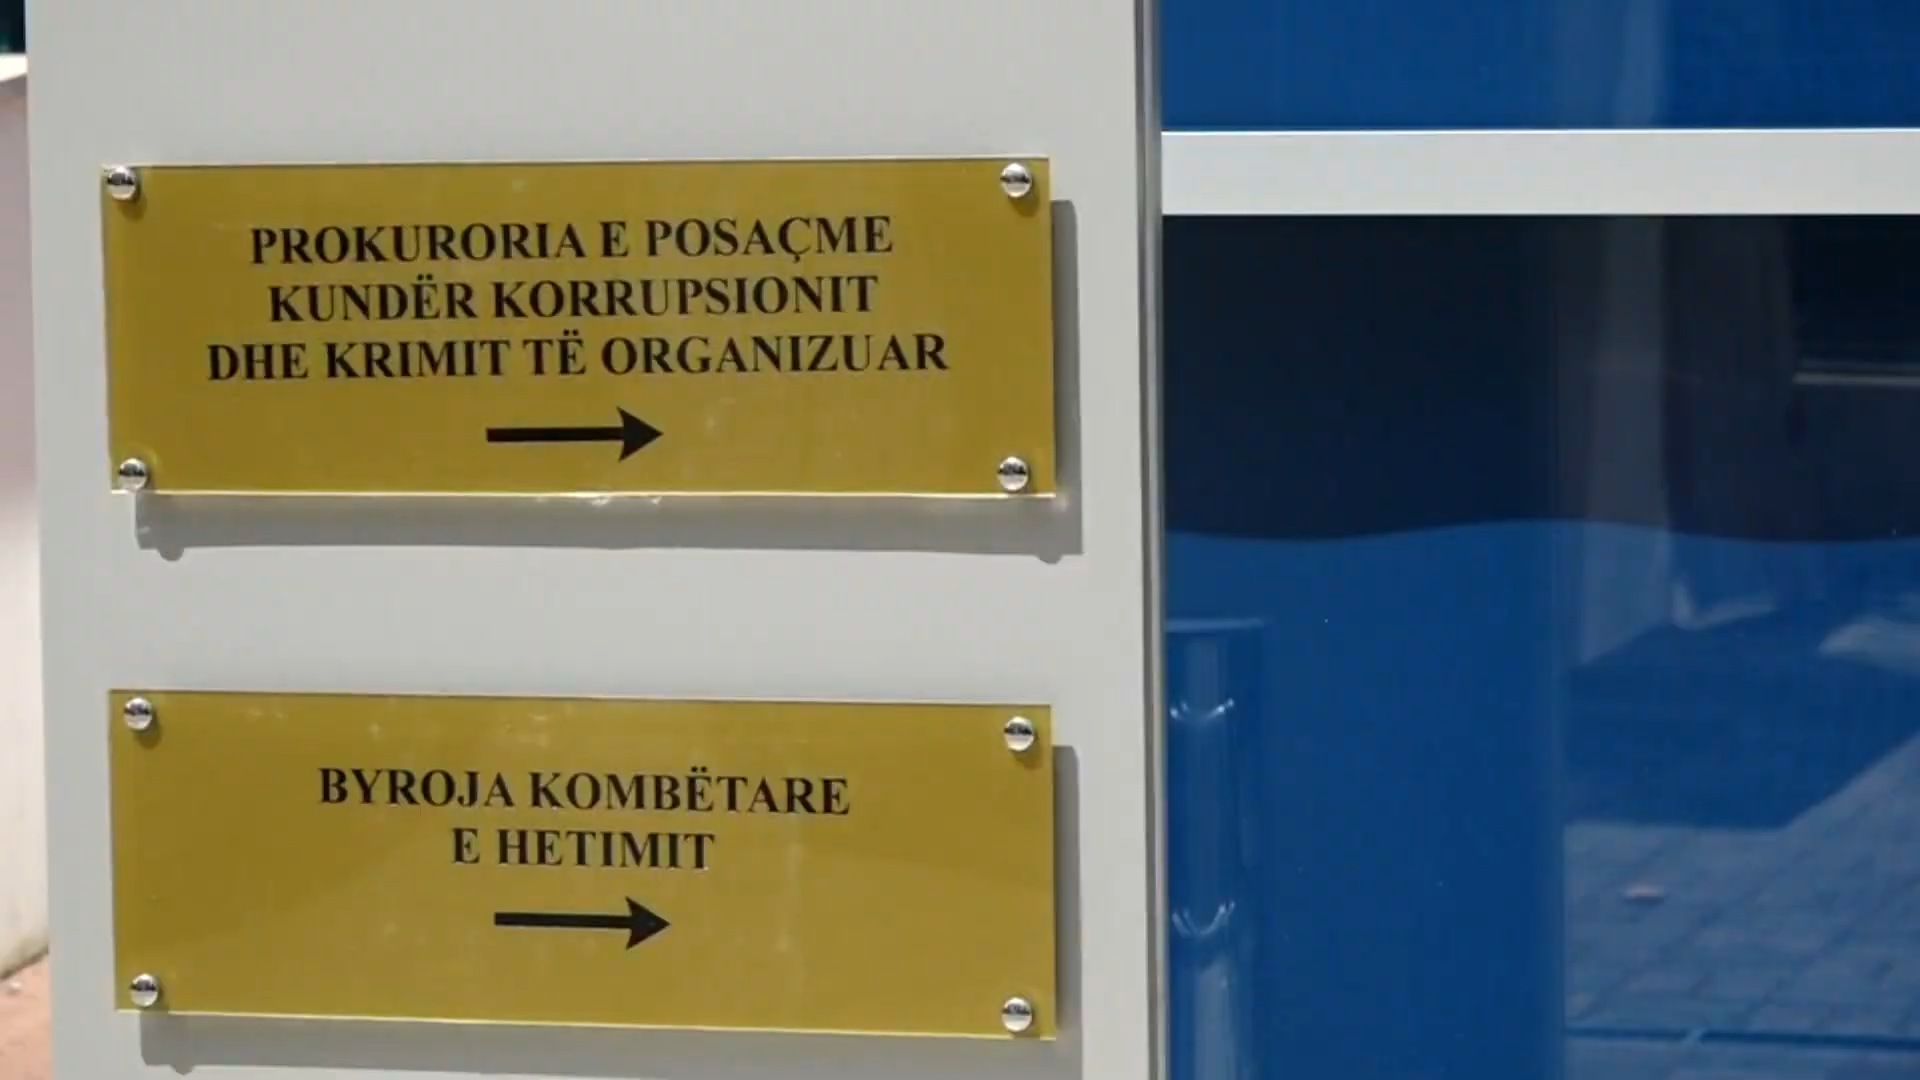 PROKURORIA E POSAÇME
KUNDËR KORRUPSIONIT
DHE KRIMIT TË ORGANIZUAR
BYROJA KOMBËTARE
E HETIMIT